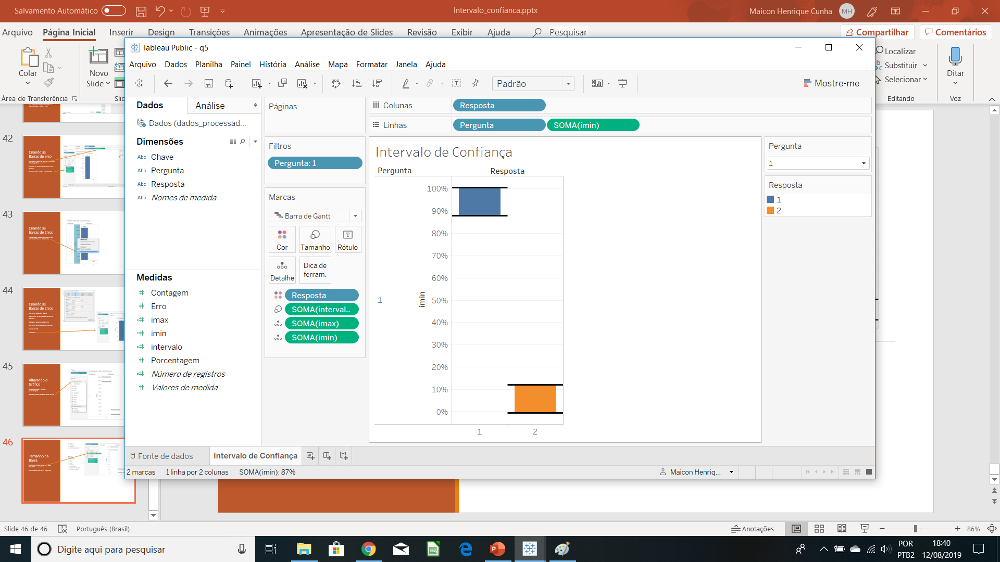 Salvamento Automático
Intervalo_confianca.pptx
Maicon Henrique Cunha
MH
Arquivo
Página Inicial
Inserir
Design
Transições
Animações
Apresentação de Slides
Revisão
Exibir
Ajuda
Pesquisar
Compartilhar
Comentários
Colar
Novo
Slide
Área de Transferência
Localizar
Substituir
Selecionar
Editando
Ditar
Voz
Tableau Public - q5
Arquivo
Dados
Planilha
Painel
História
Análise
Mapa
Formatar
Janela
Ajuda
Padrão
Mostre-me
Dados
Análise
Dados (dados_processad...
Dimensões
Abc Chave
Abc Pergunta
Abc Resposta
Abc Nomes de medida
Medidas
Contagem
Erro
imax
imin
intervalo
Porcentagem
Número de registros
Valores de medida
Páginas
Filtros
Pergunta: 1
Marcas
Barra de Gantt
Cor
Tamanho
Rótulo
Detalhe
Dica de
ferram.
Resposta
SOMA(interval..
SOMA(imax)
SOMA(imin)
Colunas
Resposta
Linhas
Pergunta
SOMA(imin)
Intervalo de Confiança
Pergunta
Resposta
100%
90%
80%
70%
60%
50%
40%
30%
20%
10%
0%
1
imin
1
2
Pergunta
1
Resposta
1
2
Fonte de dados
Intervalo de Confiança
2 marcas
1 linha por 2 colunas
SOMA(imin): 87%
Maicon Henriq...
42
Criando as
Barras de erro
43
Criando as
barras de Erros
44
Criando as
Barras de Erros
45
Alterando o
Gráfico
46
Tamanho da
Barra
Slide 46 de 46
Português (Brasil)
Anotações
86%
Digite aqui para pesquisar
POR
PTB2
18:40
12/08/2019